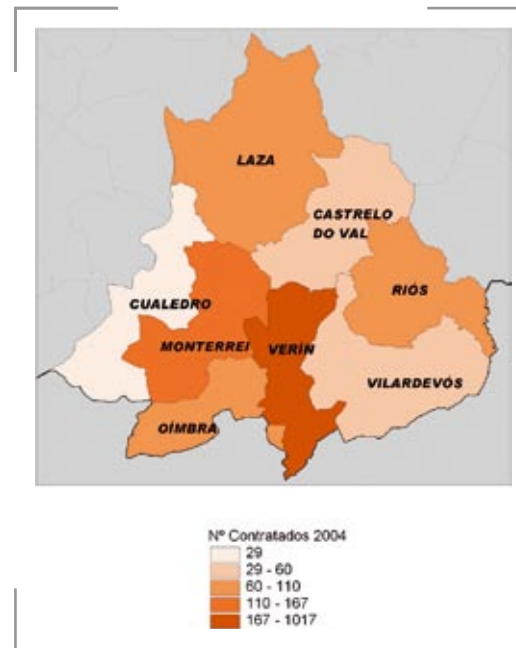 LAZA
CASTRELO
DO VAL
RIÓS
CUALEDRO
MONTERREI
VERÍN
VILARDEVÓS
OÍMBRA
Nº Contratados 2004
29
29 - 60
60 - 110
110 - 167
167 - 1017